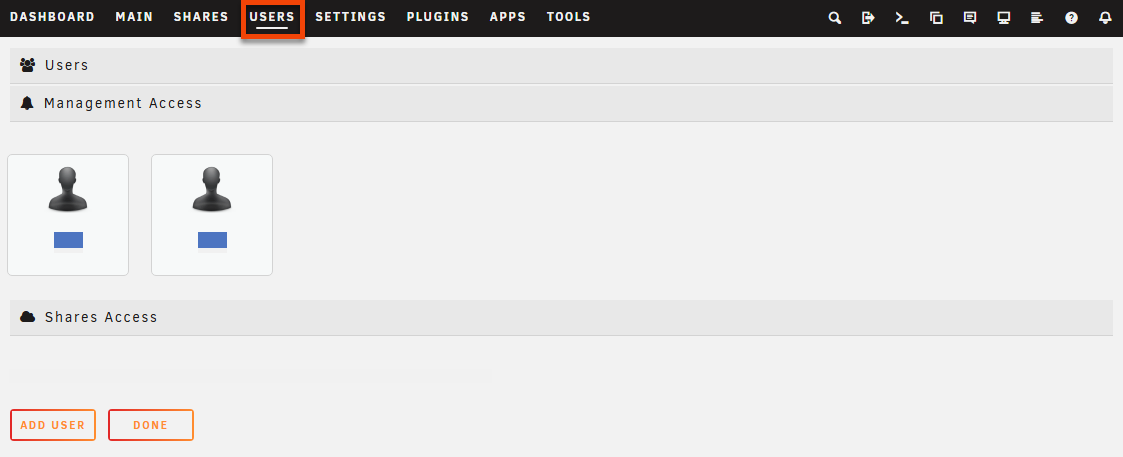 DASHBOARD MAIN SHARES USERS SETTINGS PLUGINS APPS TOOLS
Users
Management Access
Shares Access
ADD USER DONE